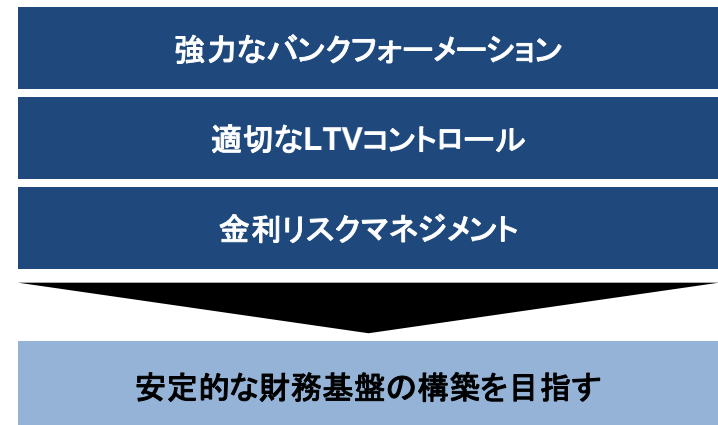 強力なバンクフォーメーション
適切なLTVコントロール
金利リスクマネジメント
安定的な財務基盤の構築を目指す